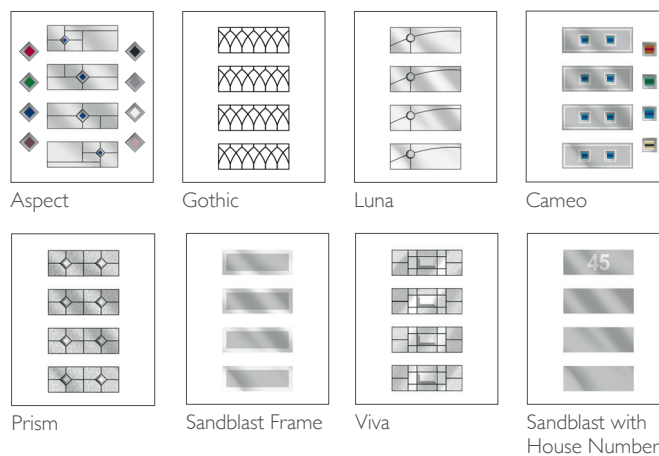 Aspect
Gothic
Luna
Cameo
45
Prism
Sandblast Frame
Viva
Sandblast with
House Number